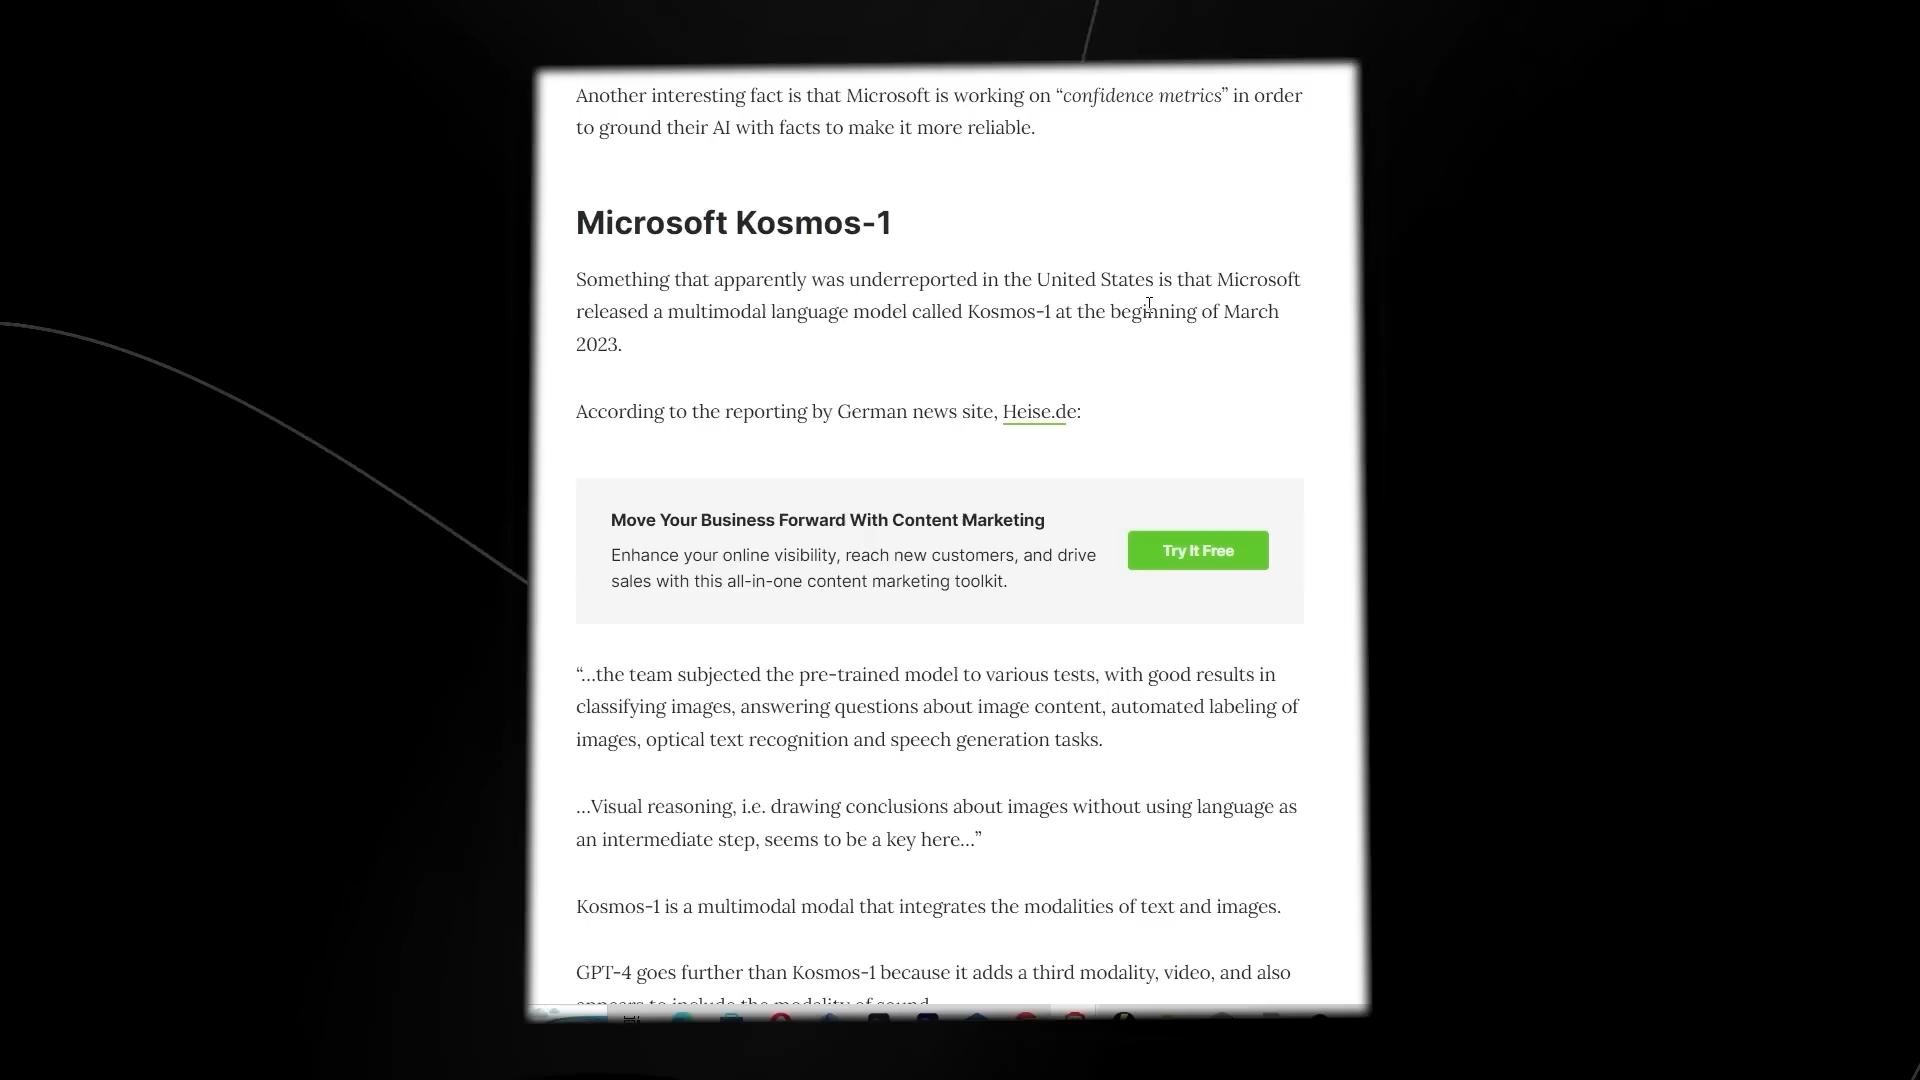 Another interesting fact is that Microsoft is working on “confidence metrics” in order
to ground their AI with facts to make it more reliable.
Microsoft Kosmos-1
Something that apparently was underreported in the United States is that Microsoft
released a multimodal language model called Kosmos-1 at the beginning of March
2023.
According to the reporting by German news site, Heise.de:
Move Your Business Forward With Content Marketing
Enhance your online visibility, reach new customers, and drive
sales with this all-in-one content marketing toolkit.
Try It Free
“…the team subjected the pre-trained model to various tests, with good results in
classifying images, answering questions about image content, automated labeling of
images, optical text recognition and speech generation tasks.
…Visual reasoning, i.e. drawing conclusions about images without using language as
an intermediate step, seems to be a key here…”
Kosmos-1 is a multimodal modal that integrates the modalities of text and images.
GPT-4 goes further than Kosmos-1 because it adds a third modality, video, and also
appears to include the modality of sound.